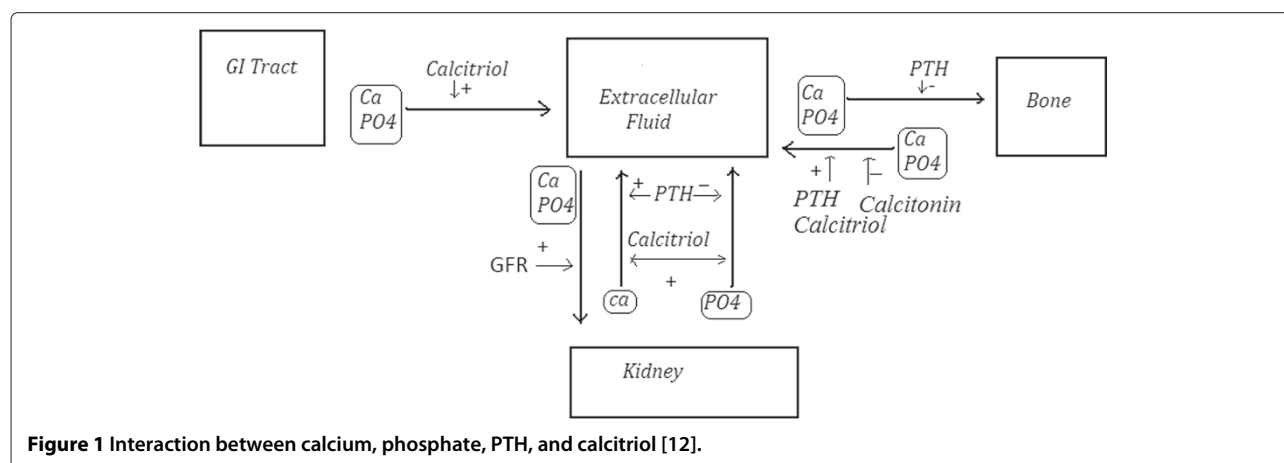 GI Tract
Ca
PO4
Calcitriol
↓+
Extracellular
Fluid
Ca
PO4
PTH
↓-
Bone
Ca
PO4
+
PTH
Calcitriol
-
Calcitonin
Ca
PO4
+
GFR
+ PTH -
Calcitriol
+
ca
PO4
Kidney
Figure 1 Interaction between calcium, phosphate, PTH, and calcitriol [12].